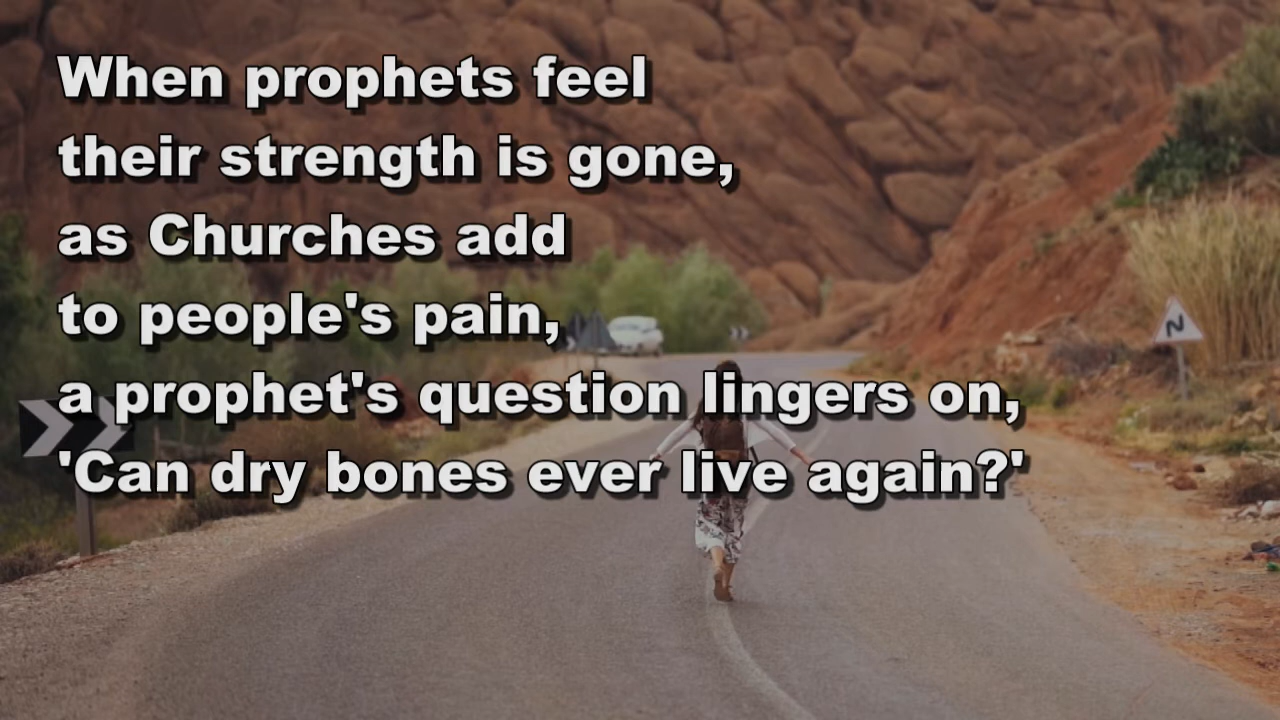 When prophets feel
their strength is gone,
as Churches add
to people's pain,
a prophet's question lingers on,
'Can dry bones ever live again?'